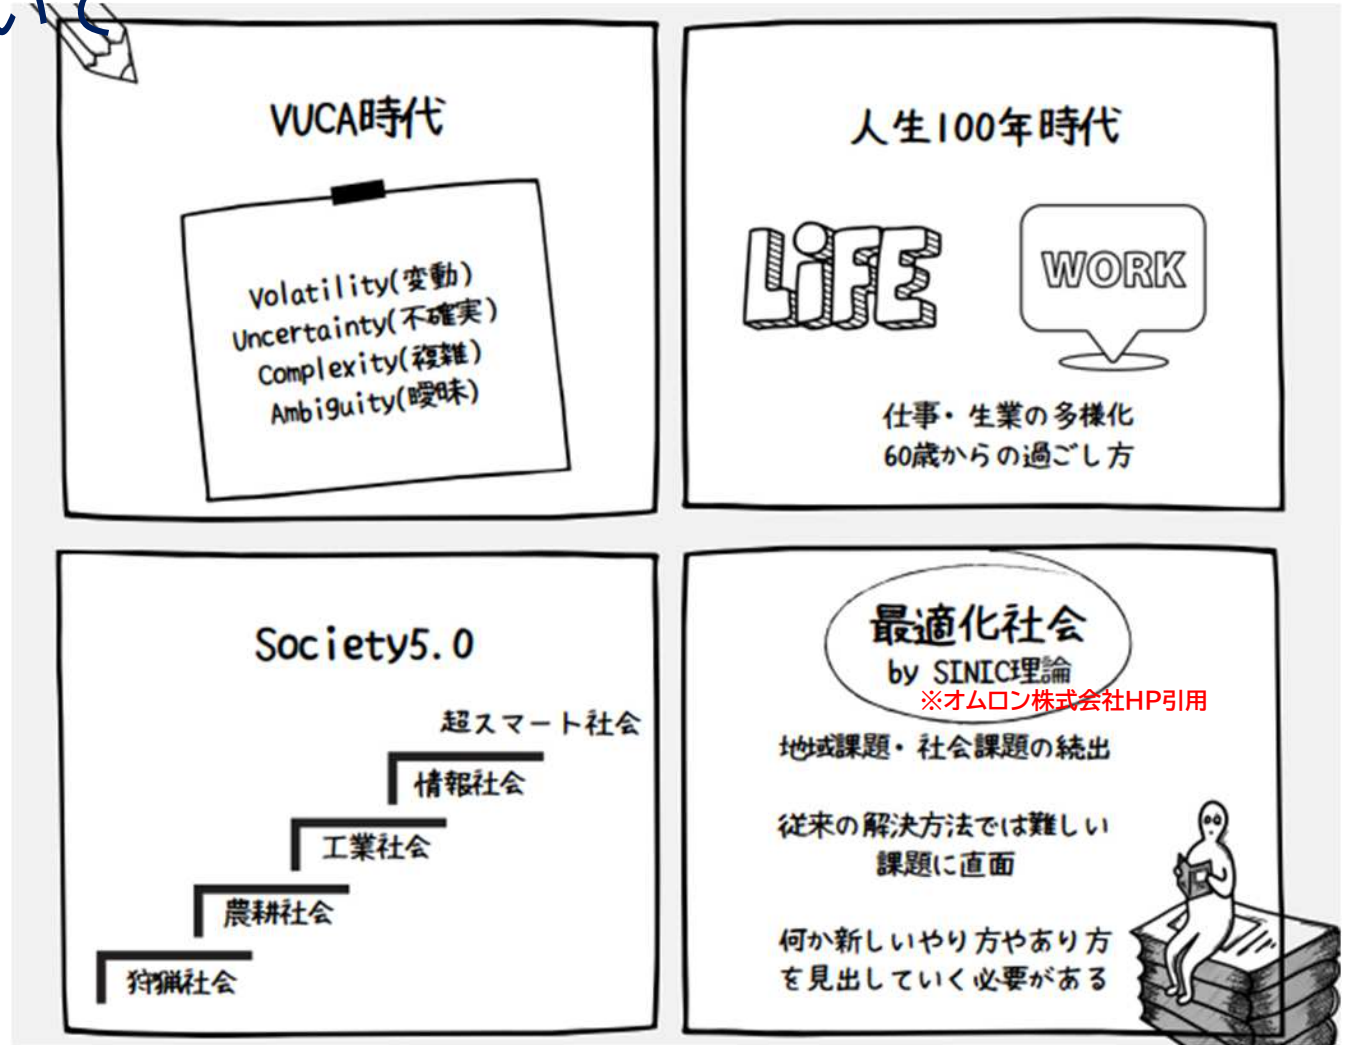 いて
VUCA時代
Volatility(変動)
Uncertainty(不確実)
Complexity(複雑)
Ambiguity(曖昧)
人生100年時代
LiFE
WORK
仕事・生業の多様化
60歳からの過ごし方
Society5.0
超スマート社会
情報社会
工業社会
農耕社会
狩猟社会
最適化社会
by SINIC理論
※オムロン株式会社HP引用
地域課題・社会課題の続出
従来の解決方法では難しい
課題に直面
何か新しいやり方やあり方
を見出していく必要がある